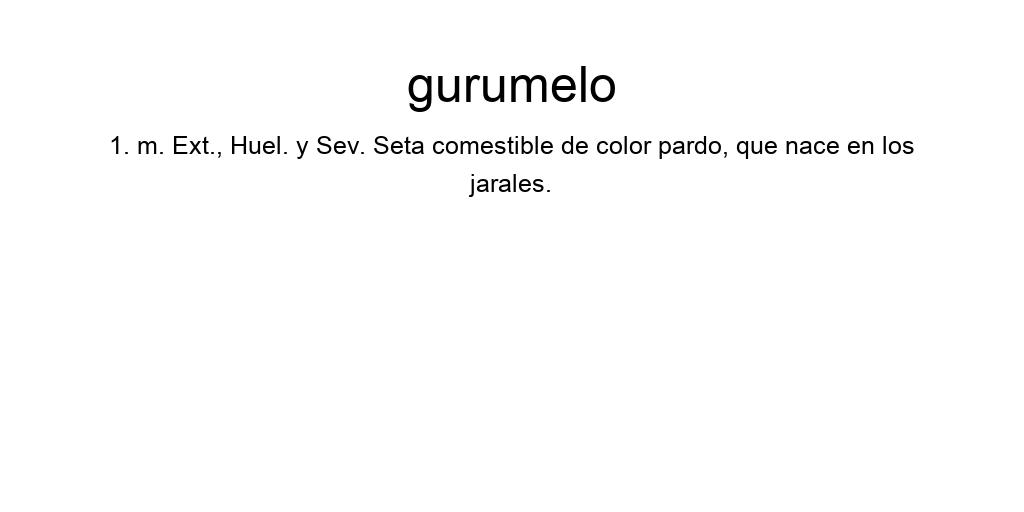 gurumelo
1. m. Ext., Huel. y Sev. Seta comestible de color pardo, que nace en los
jarales.